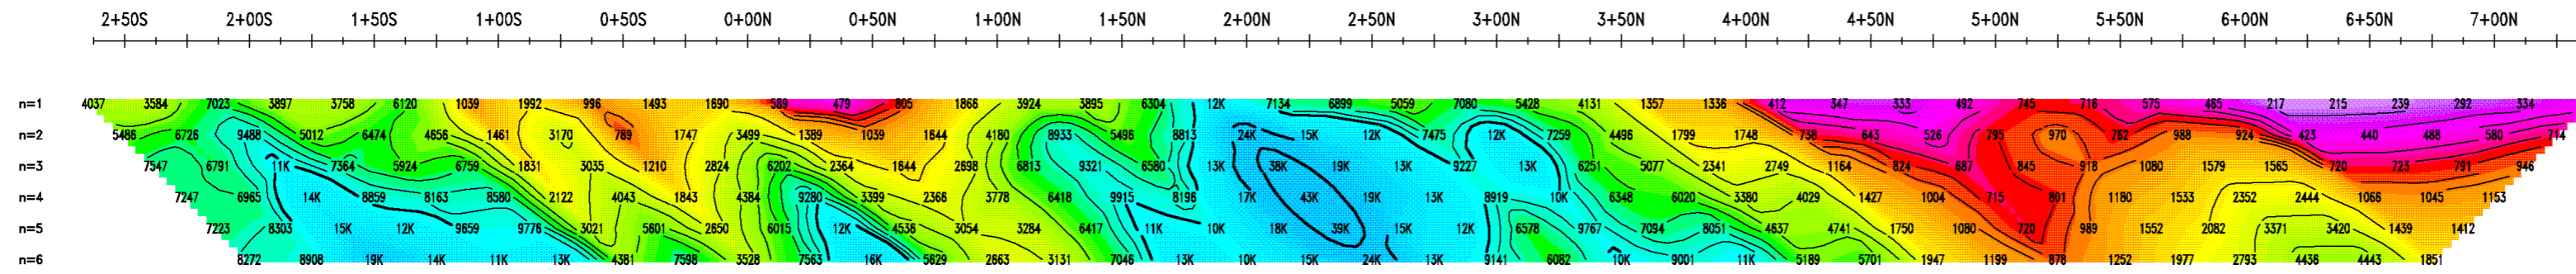 2+50S 2+00S 1+50S 1+00S 0+50S 0+00N 0+50N 1+00N 1+50N 2+00N 2+50N 3+00N 3+50N 4+00N 4+50N 5+00N 5+50N 6+00N 6+50N 7+00N
n=1 4037 3584 7023 3897 3758 6120 1039 1992 996 1493 1690 589 479 805 1866 3924 3895 6304 12K 7134 6899 5059 7080 5428 4131 1357 1336 412 347 333 492 745 716 575 465 217 215 239 292 334
n=2 5486 6726 9488 5012 6474 4656 1461 3170 789 1747 3499 1389 1039 1644 4180 8933 5496 8813 24K 15K 12K 7475 12K 7259 4496 1799 1748 738 643 526 795 970 762 988 924 423 440 488 580 714
n=3 7547 6791 11K 7364 5924 6759 1831 3035 1210 2824 6202 2364 1644 2698 6813 9321 6580 13K 38K 19K 13K 9227 13K 6251 5077 2341 2749 1164 824 687 845 918 1080 1579 1565 720 723 791 946
n=4 7247 6965 14K 8859 8163 8580 2122 4043 1843 4384 9280 3399 2366 3778 6418 9915 8196 17K 43K 19K 13K 8919 10K 6348 6020 3380 4029 1427 1004 715 801 1180 1533 2352 2444 1066 1045 1153
n=5 7223 8303 15K 12K 9859 9776 3021 5601 2650 6015 12K 4536 3054 3284 6417 11K 10K 18K 39K 15K 12K 6578 9767 7094 8051 4637 4741 1750 1080 720 989 1552 2082 3371 3420 1439 1412
n=6 8272 8908 19K 14K 11K 13K 4381 7598 3528 7563 16K 5629 2663 3131 7046 13K 10K 15K 24K 13K 9141 6082 10K 9001 11K 5189 5701 1947 1199 878 1252 1977 2793 4436 4443 1851